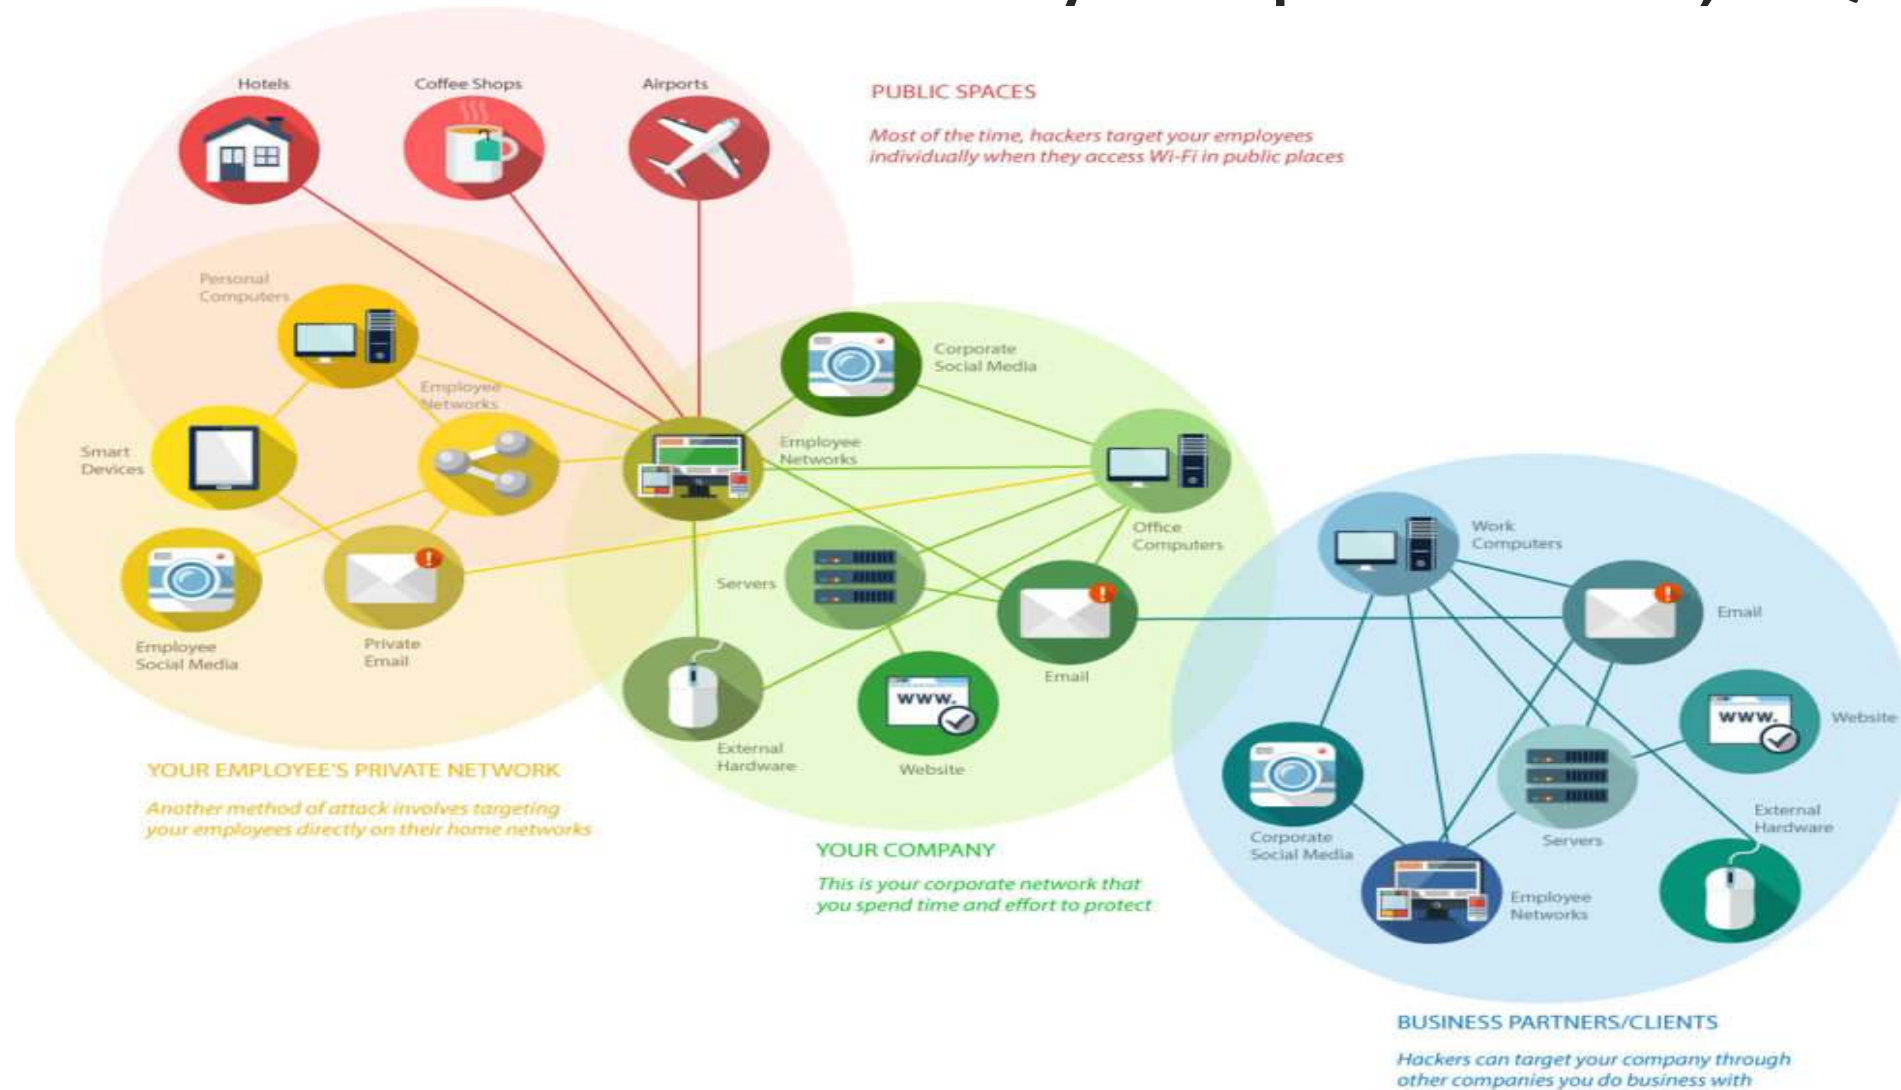 Hotels
Coffee Shops
Airports
PUBLIC SPACES
Most of the time, hackers target your employees
individually when they access Wi-Fi in public places
Personal
Computers
Employee
Networks
Smart
Devices
Employee
Social Media
Private
Email
YOUR EMPLOYEE'S PRIVATE NETWORK
Another method of attack involves targeting
your employees directly on their home networks
Corporate
Social Media
Employee
Networks
Office
Computers
Servers
Email
External
Hardware
www.
Website
YOUR COMPANY
This is your corporate network that
you spend time and effort to protect
Work
Computers
Email
www.
Website
Corporate
Social Media
Servers
External
Hardware
Employee
Networks
BUSINESS PARTNERS/CLIENTS
Hackers can target your company through
other companies you do business with